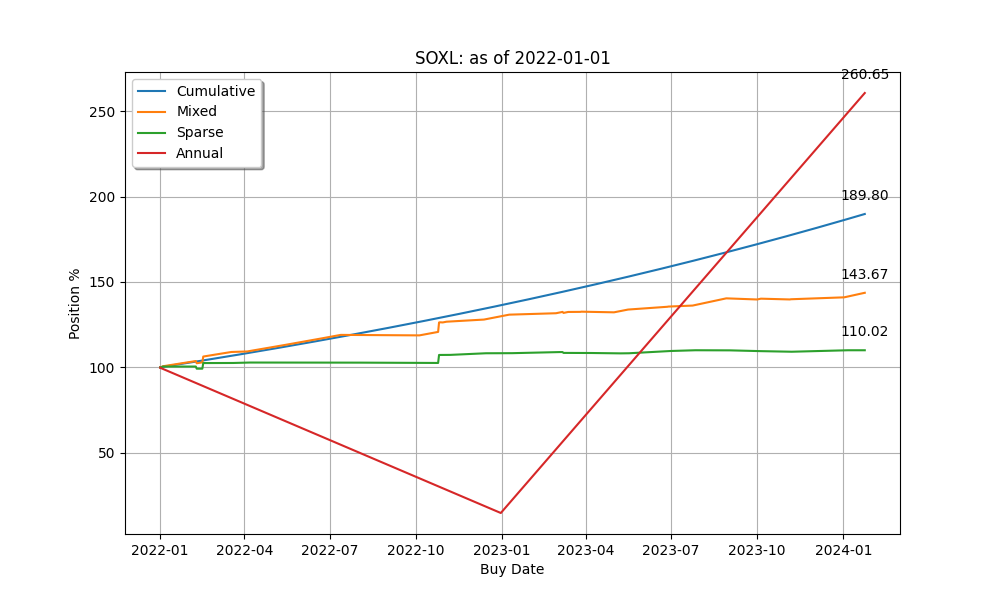 SOXL: as of 2022-01-01
Cumulative
Mixed
Sparse
Annual
260.65
189.80
143.67
110.02
250
200
150
100
50
Position %
2022-01 2022-04 2022-07 2022-10 2023-01 2023-04 2023-07 2023-10 2024-01
Buy Date